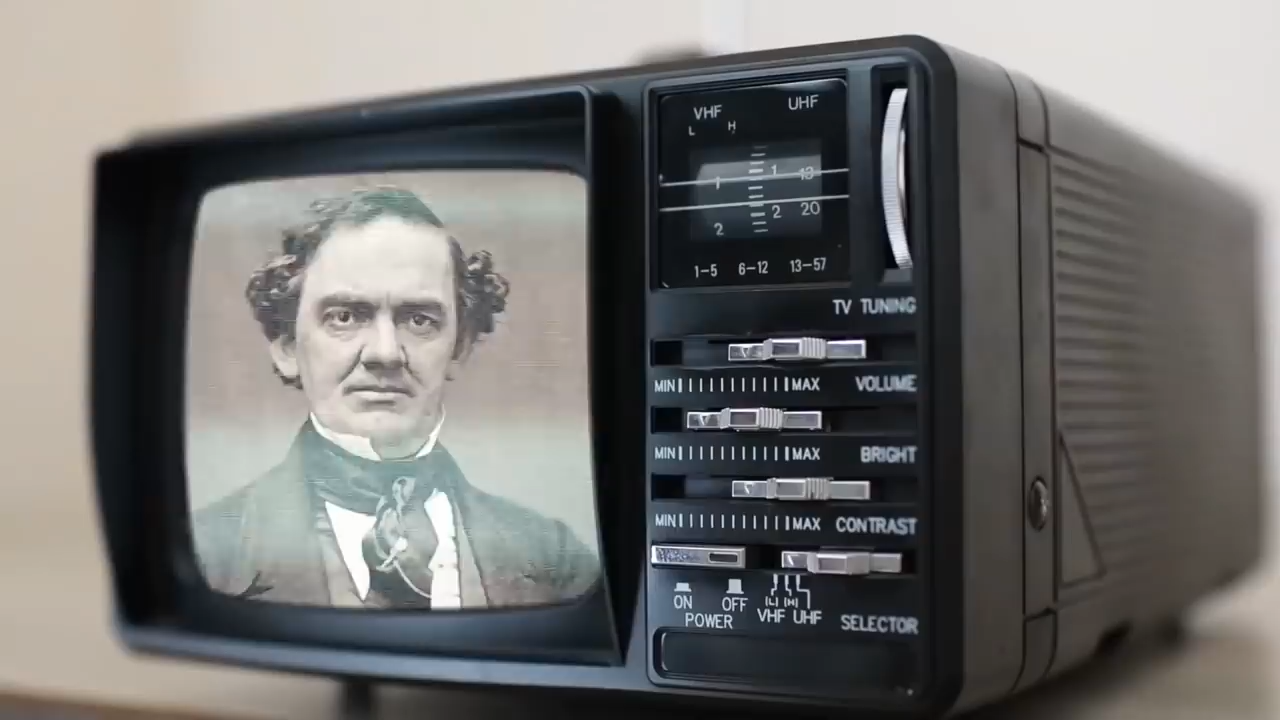 VHF UHF
L H
1 1 13
2 2 20
1-5 6-12 13-57
TV TUNING
MIN MAX VOLUME
MIN MAX BRIGHT
MIN MAX CONTRAST
ON OFF (L) (H)
POWER VHF UHF SELECTOR